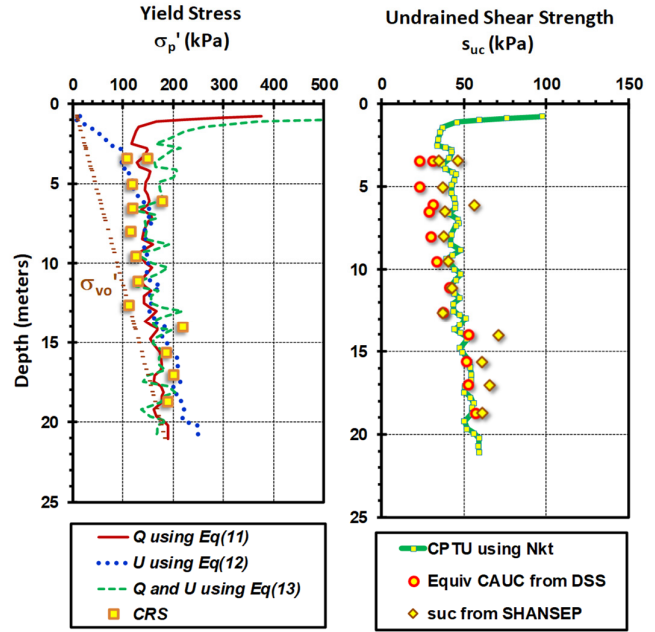 Yield Stress
σp' (kPa)
0 100 200 300 400 500
0
5
10
15
20
25
Depth (meters)
σvo'
Q using Eq(11)
U using Eq(12)
Q and U using Eq(13)
CRS
Undrained Shear Strength
suc (kPa)
0 50 100 150
0
5
10
15
20
25
CPTU using Nkt
Equiv CAUC from DSS
suc from SHANSEP